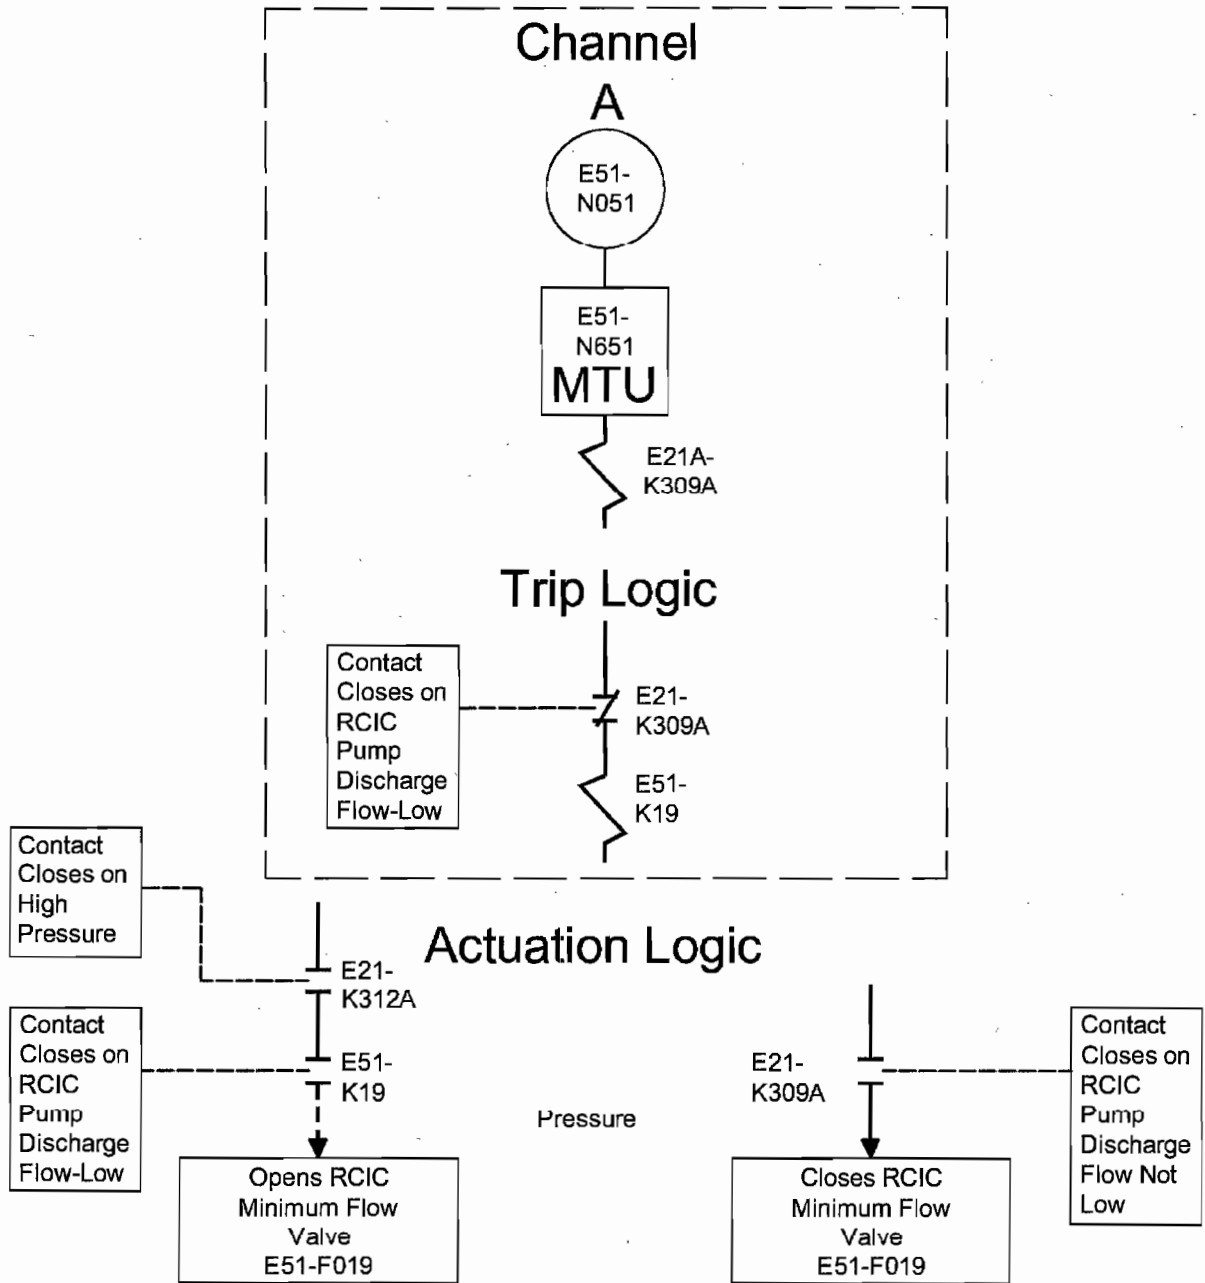 Channel
A
E51-
N051
E51-
N651
MTU
E21A-
K309A
Trip Logic
Contact
Closes on
RCIC
Pump
Discharge
Flow-Low
E21-
K309A
E51-
K19
Contact
Closes on
High
Pressure
Actuation Logic
E21-
K312A
Contact
Closes on
RCIC
Pump
Discharge
Flow-Low
E51-
K19
Pressure
E21-
K309A
Contact
Closes on
RCIC
Pump
Discharge
Flow Not
Low
Opens RCIC
Minimum Flow
Valve
E51-F019
Closes RCIC
Minimum Flow
Valve
E51-F019